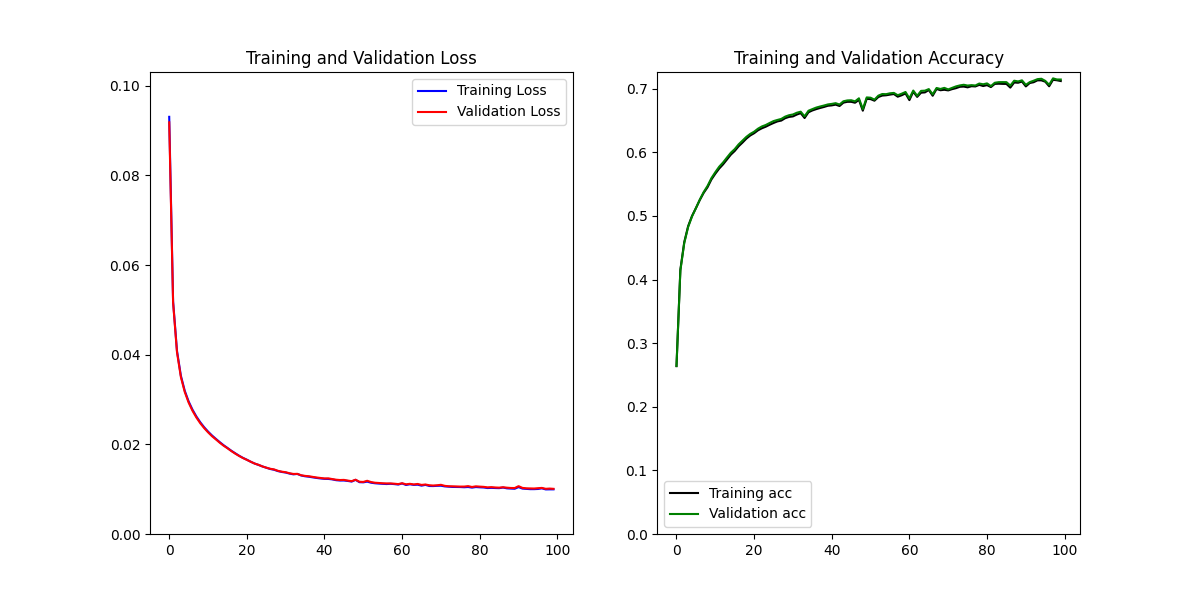 Training and Validation Loss
0.10
0.08
0.06
0.04
0.02
0.00
0 20 40 60 80 100
Training Loss
Validation Loss
Training and Validation Accuracy
0.7
0.6
0.5
0.4
0.3
0.2
0.1
0.0
0 20 40 60 80 100
Training acc
Validation acc